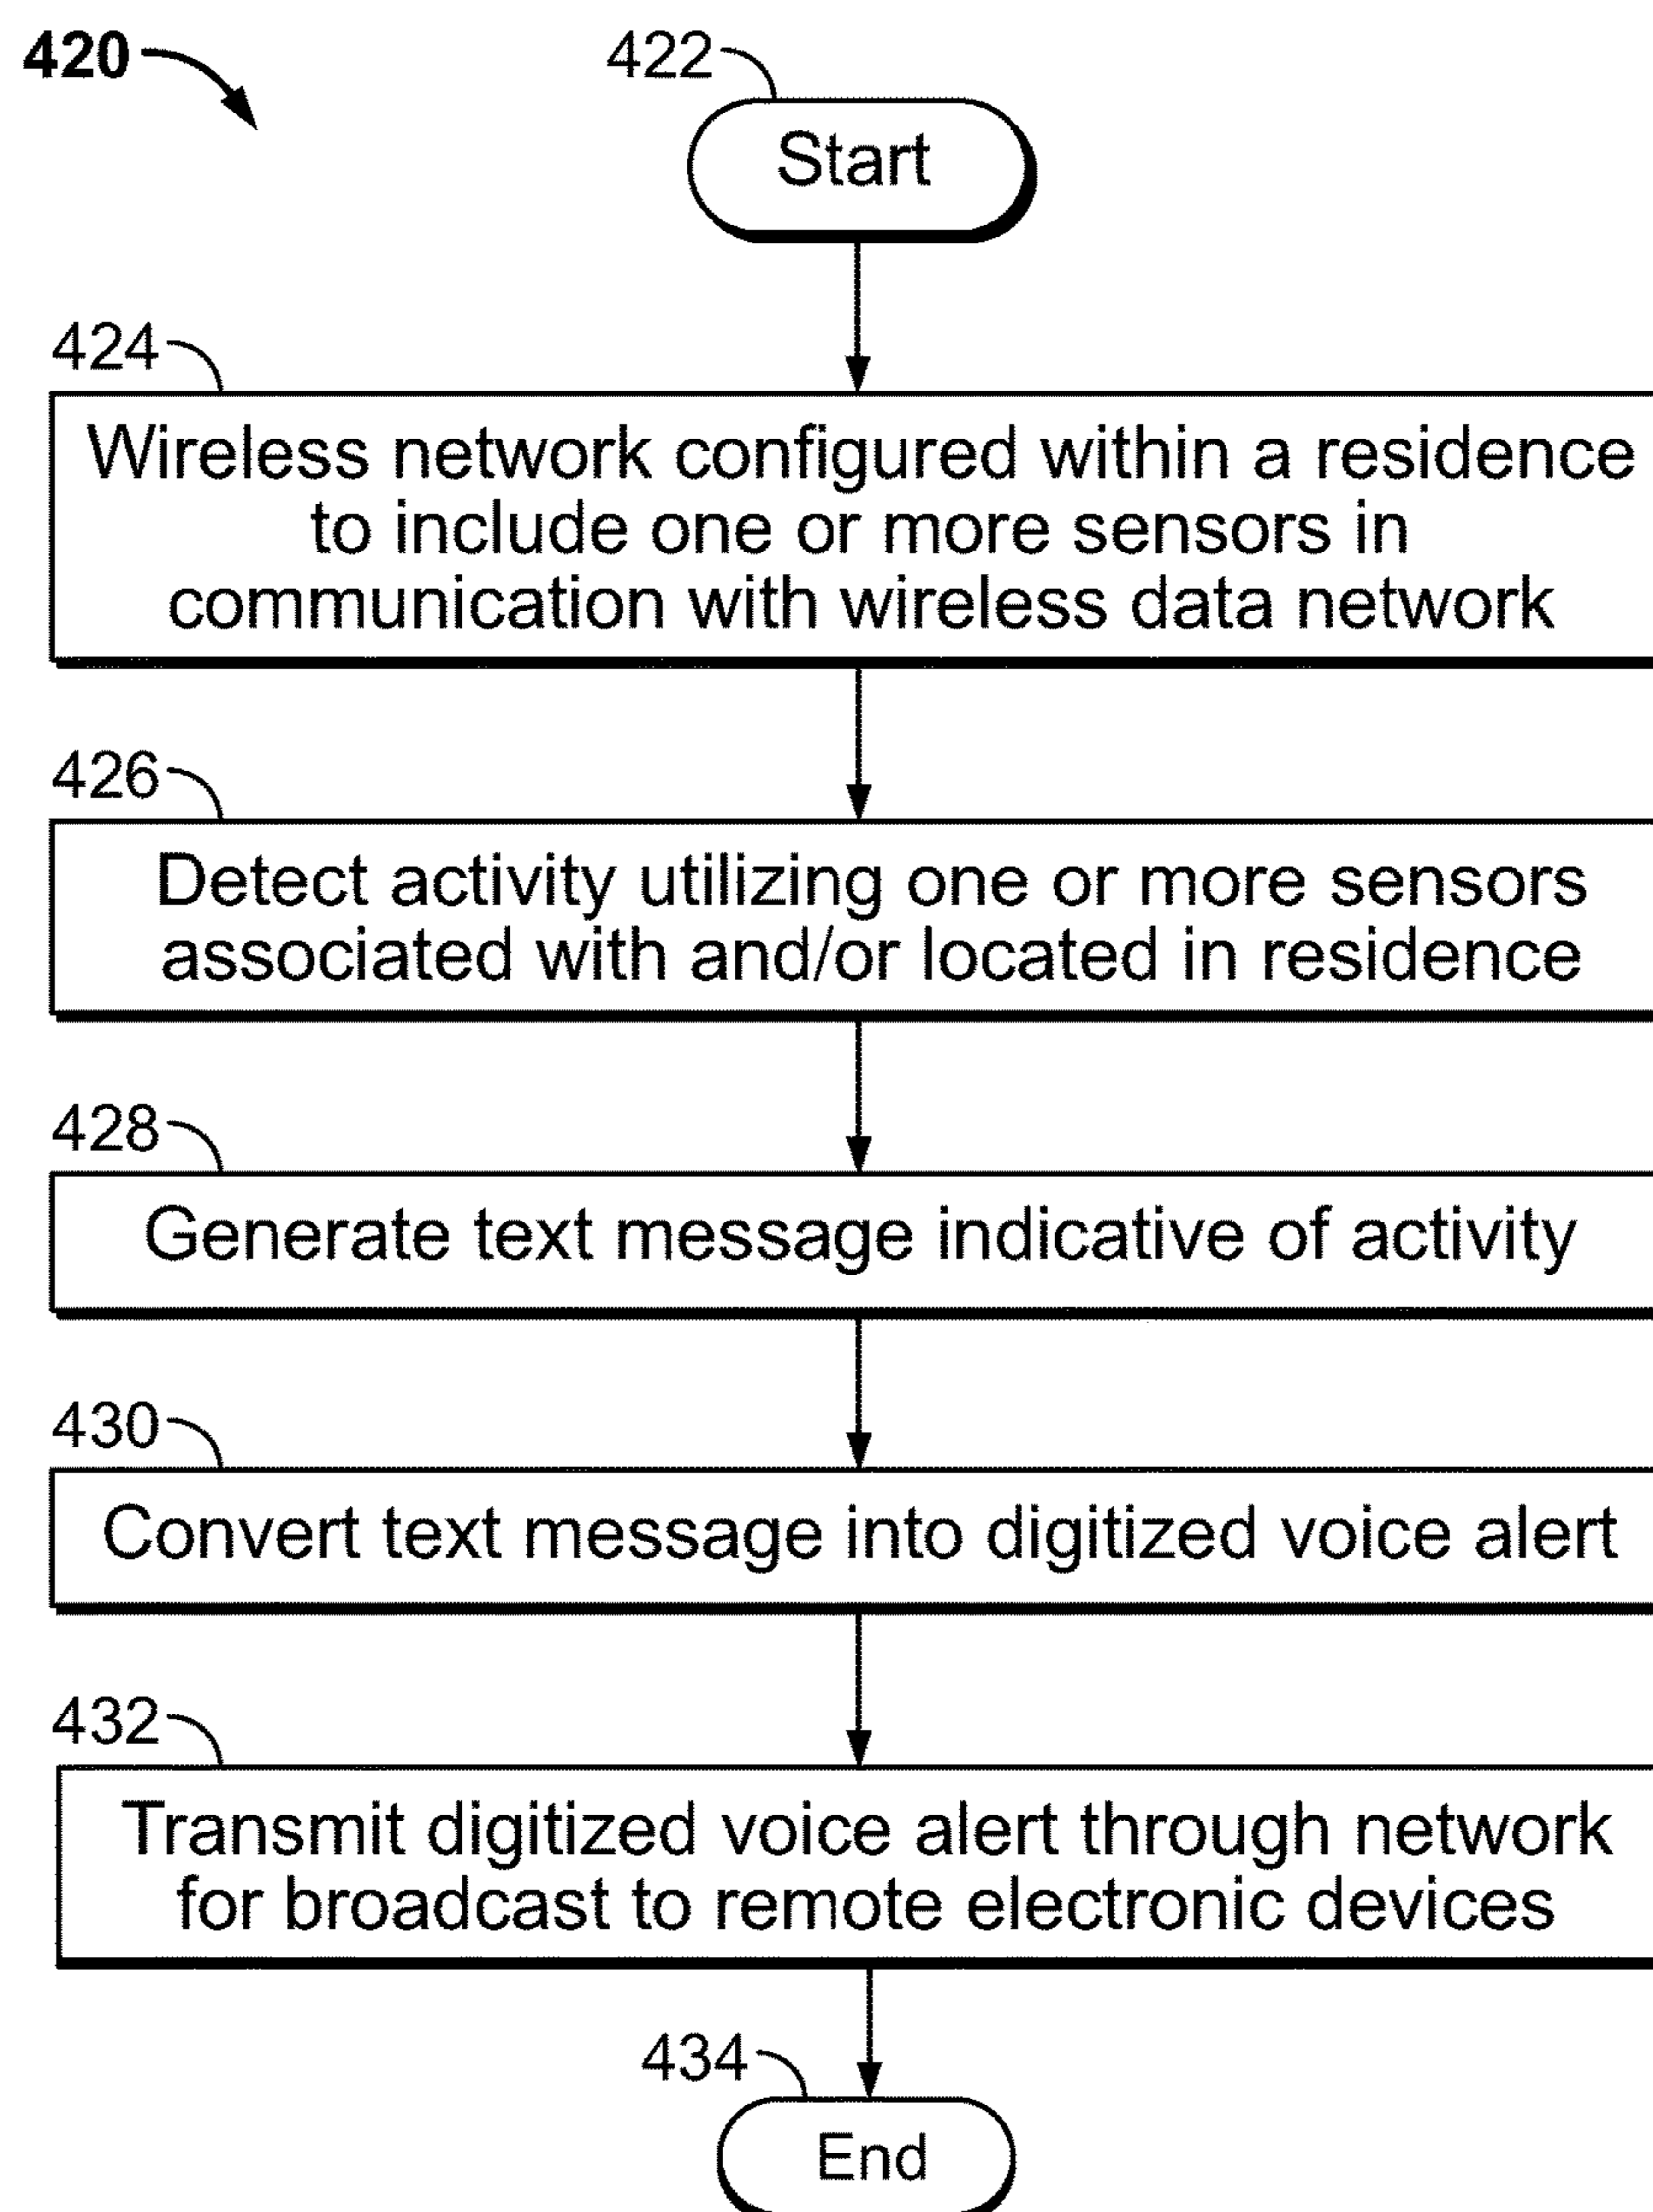 420
422
Start
424
Wireless network configured within a residence
to include one or more sensors in
communication with wireless data network
426
Detect activity utilizing one or more sensors
associated with and/or located in residence
428
Generate text message indicative of activity
430
Convert text message into digitized voice alert
432
Transmit digitized voice alert through network
for broadcast to remote electronic devices
434
End